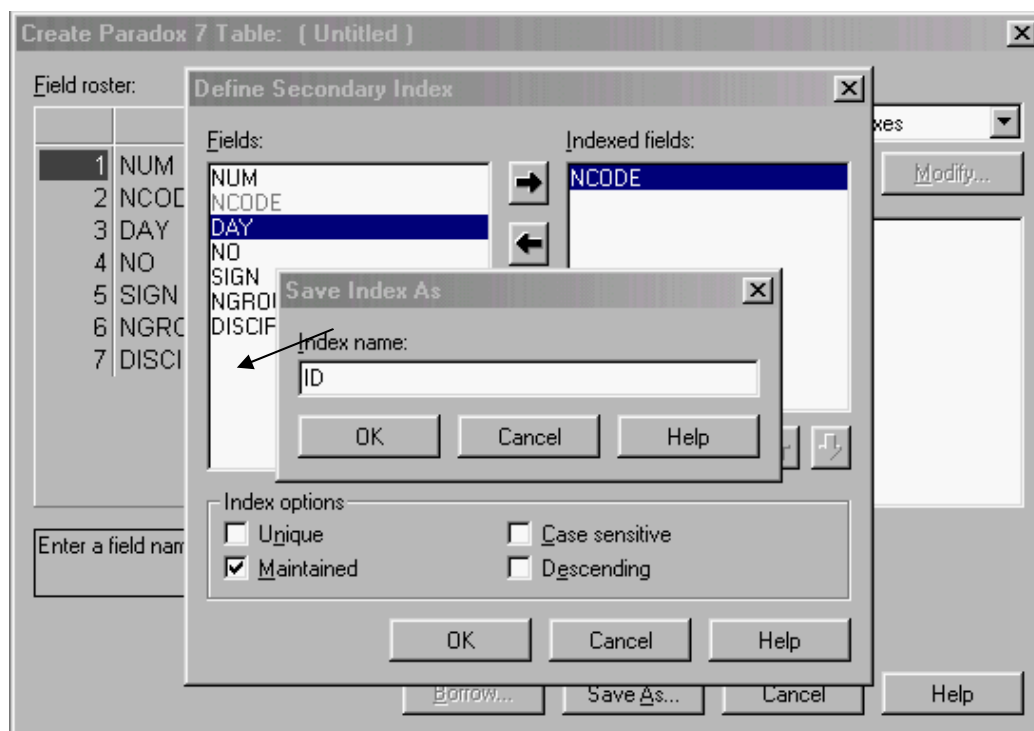 Create Paradox 7 Table: ( Untitled )
Field roster:
1 NUM
2 NCOD
3 DAY
4 NO
5 SIGN
6 NGRO
7 DISCI
Enter a field nam
xes
Modify...
Borrow...
Save As...
Cancel
Help
Define Secondary Index
Fields:
NUM
NCODE
DAY
NO
SIGN
NGROU
DISCIP
Indexed fields:
NCODE
Index options
Unique
Case sensitive
Maintained
Descending
OK
Cancel
Help
Save Index As
Index name:
ID
OK
Cancel
Help